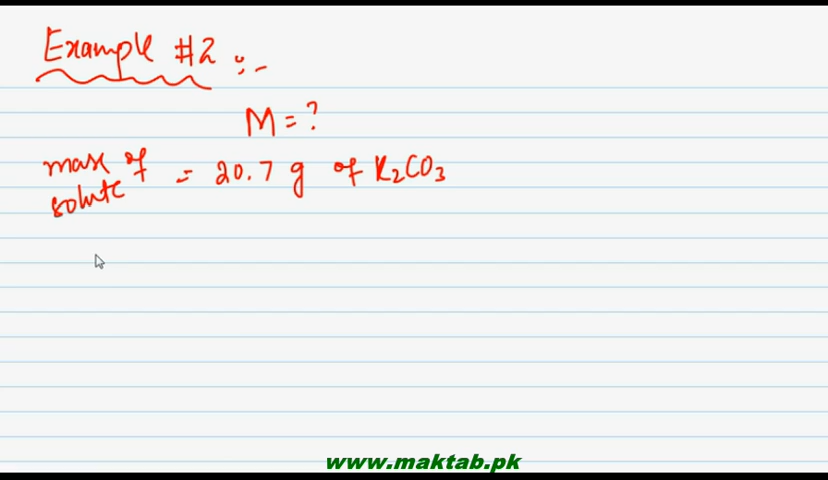 Example #2 :-
M = ?
mass of solute = 20.7 g of K₂CO₃
www.maktab.pk